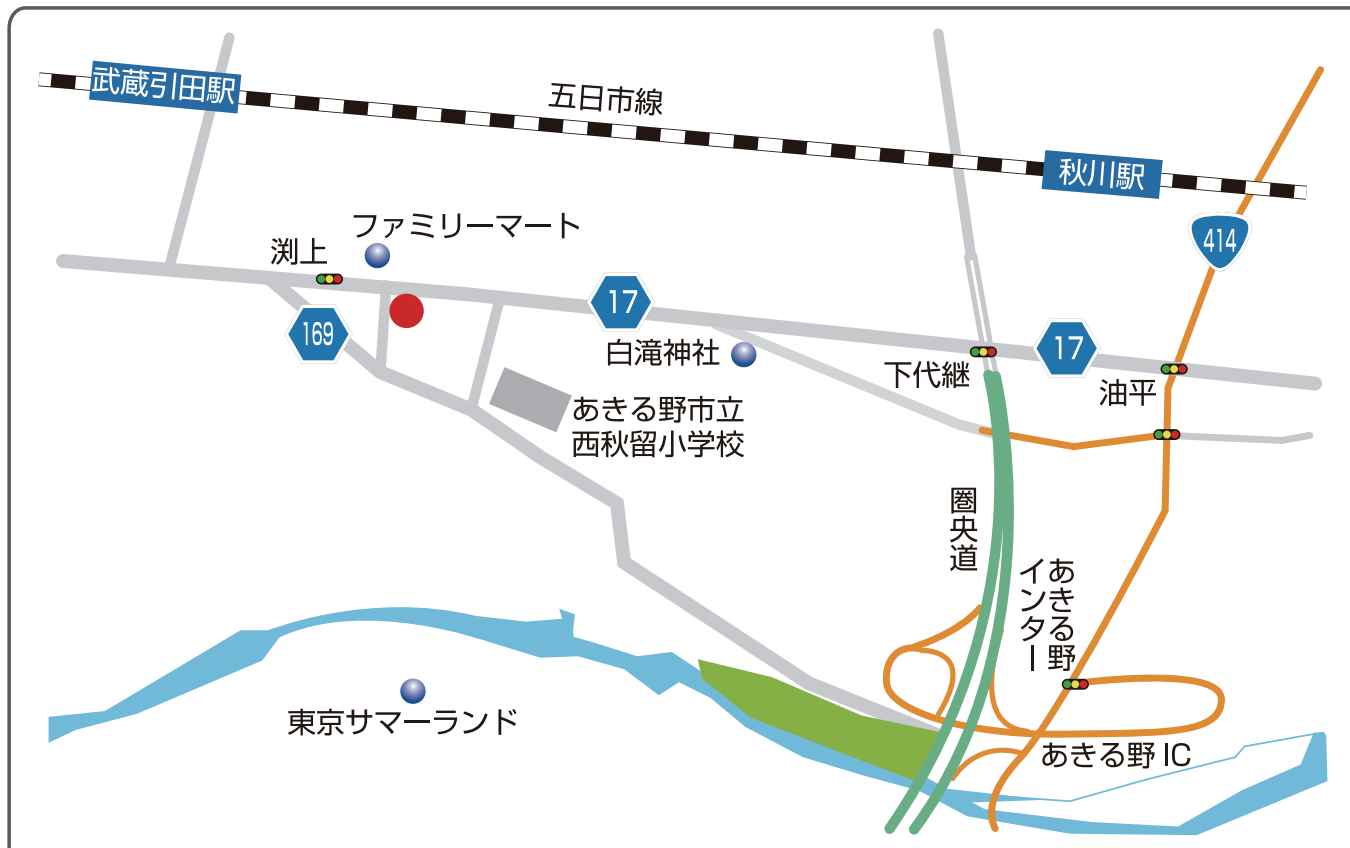 武蔵引田駅
五日市線
秋川駅
414
ファミリーマート
渕上
17
169
白滝神社
下代継
17
油平
あきる野市立
西秋留小学校
圏央道
あきる野
インター
東京サマーランド
あきる野 IC